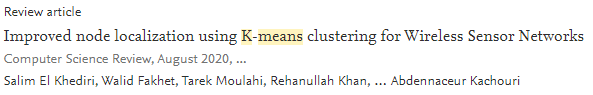 Review article
Improved node localization using K-means clustering for Wireless Sensor Networks
Computer Science Review, August 2020, ...
Salim El Khediri, Walid Fakhet, Tarek Moulahi, Rehanullah Khan, ... Abdennaceur Kachouri